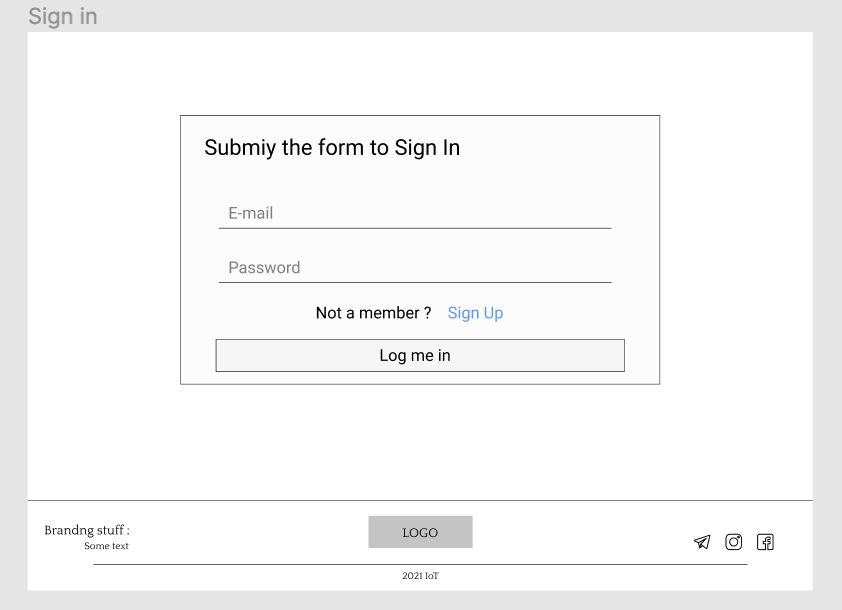 Sign in
Submiy the form to Sign In
E-mail
Password
Not a member ? Sign Up
Log me in
Brandng stuff :
Some text
LOGO
2021 IoT